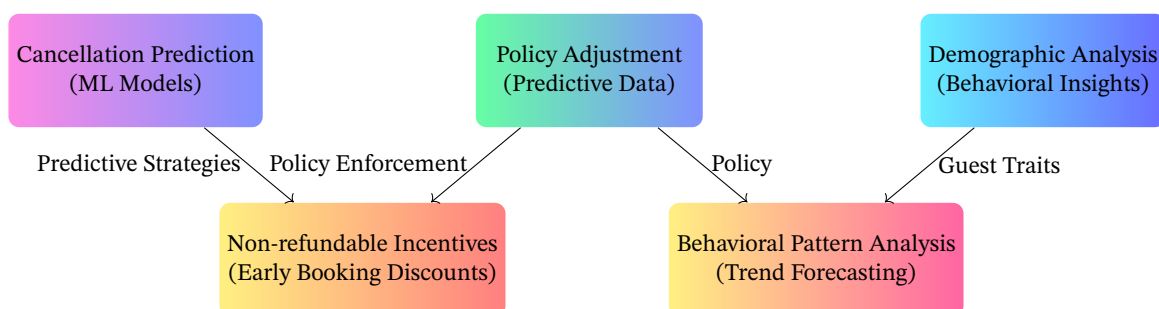 Cancellation Prediction
(ML Models)
Policy Adjustment
(Predictive Data)
Demographic Analysis
(Behavioral Insights)
Predictive Strategies
Policy Enforcement
Policy
Guest Traits
Non-refundable Incentives
(Early Booking Discounts)
Behavioral Pattern Analysis
(Trend Forecasting)